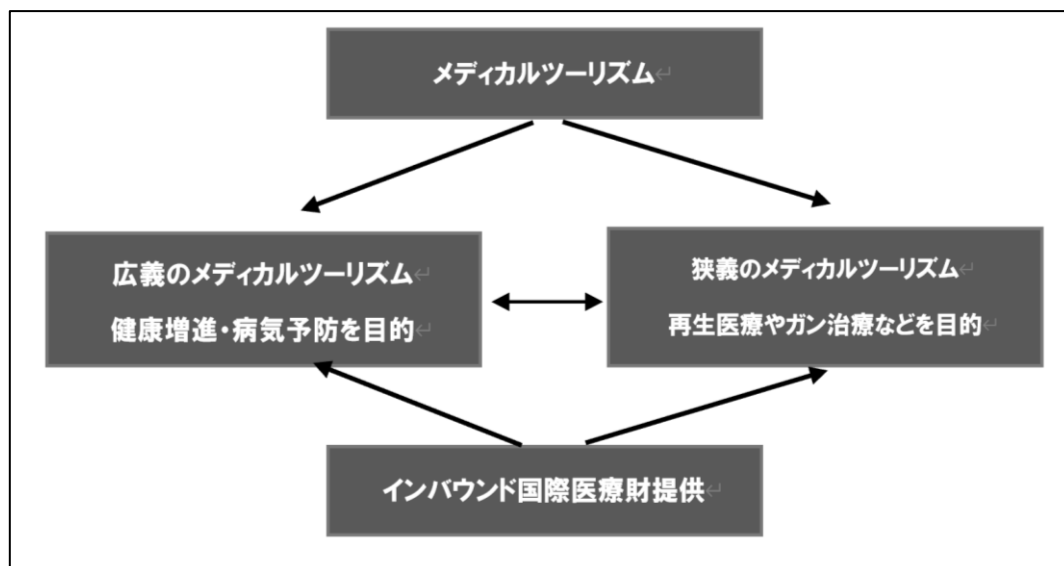 メディカルツーリズム↵
広義のメディカルツーリズム↵
健康増進・病気予防を目的↵
狭義のメディカルツーリズム↵
再生医療やガン治療などを目的↵
インバウンド国際医療財提供↵